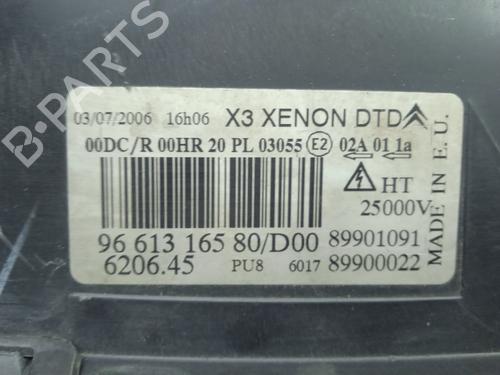 B-PARTS
03/07/2006 16h06 X3 XENON DTD
00DC/R 00HR 20 PL 03055 E2 02A 01 1a
HT
25000V
96 613 165 80/D00 89901091
6206.45 PU8 6017 89900022
MADE IN E.U.